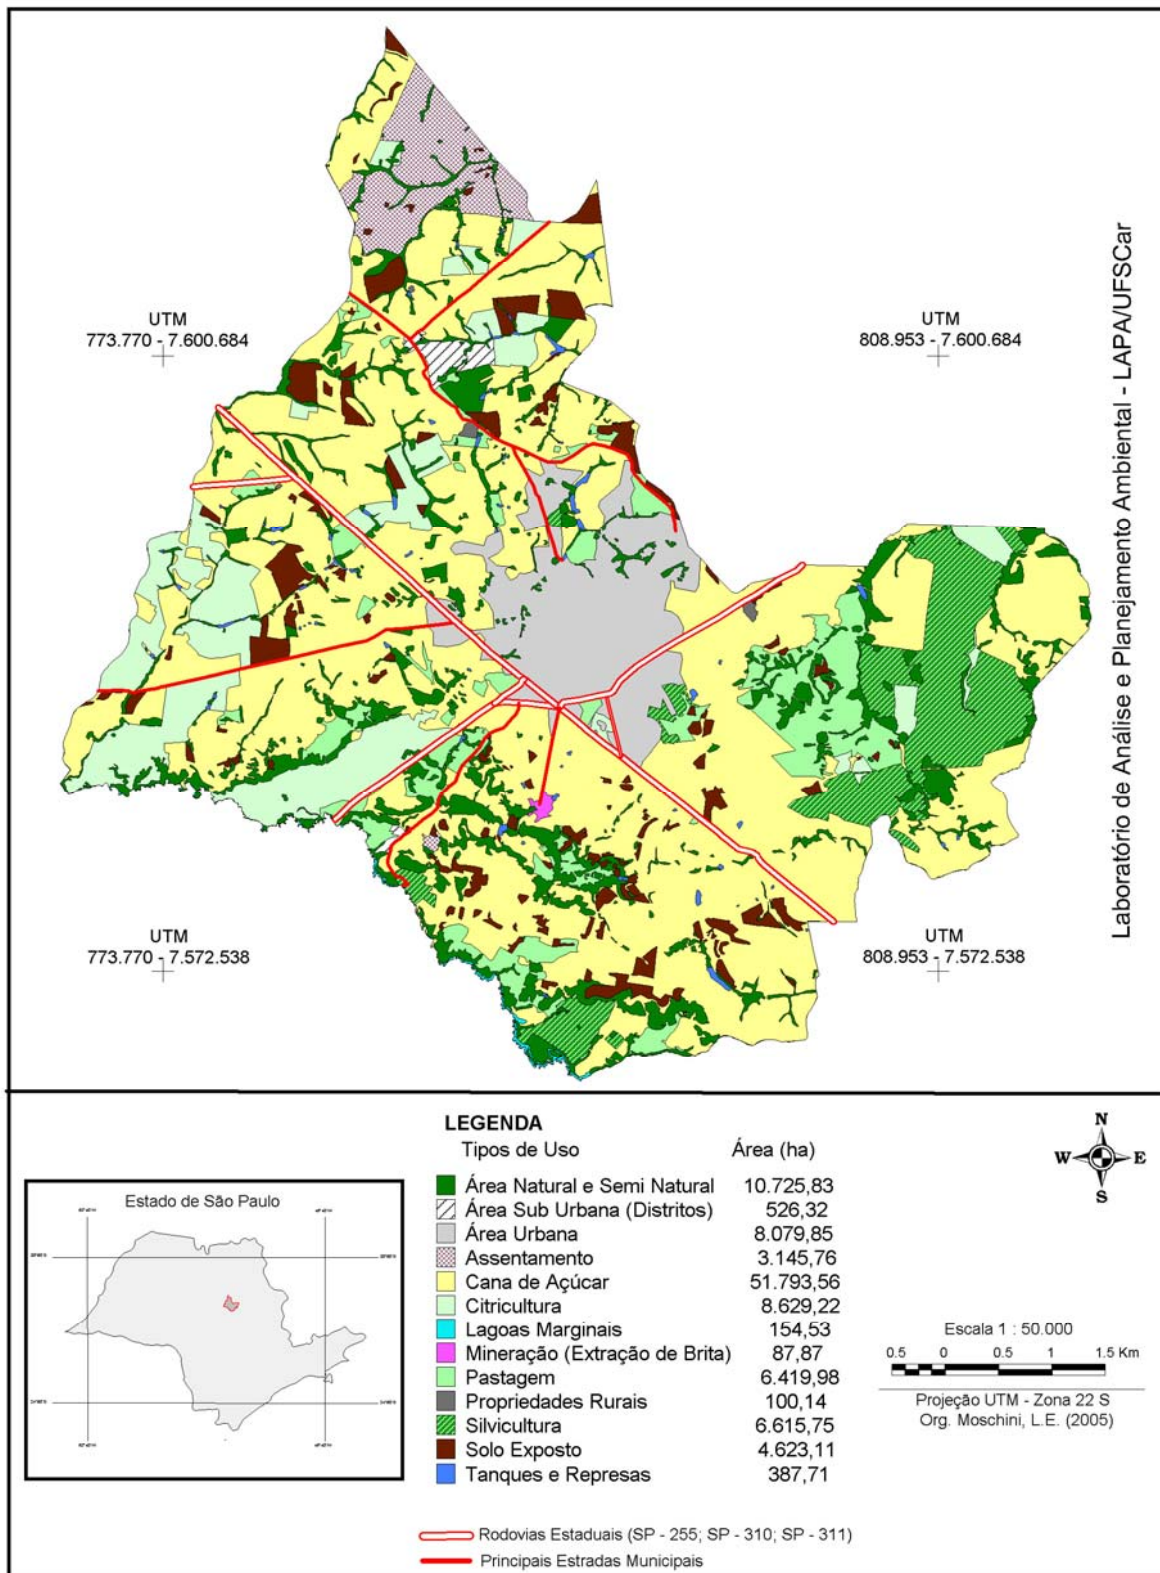 UTM
773.770 - 7.600.684
UTM
808.953 - 7.600.684
UTM
773.770 - 7.572.538
UTM
808.953 - 7.572.538
Laboratório de Análise e Planejamento Ambiental - LAPA/UFSCar
LEGENDA
Tipos de Uso Área (ha)
Área Natural e Semi Natural 10.725,83
Área Sub Urbana (Distritos) 526,32
Área Urbana 8.079,85
Assentamento 3.145,76
Cana de Açúcar 51.793,56
Citricultura 8.629,22
Lagoas Marginais 154,53
Mineração (Extração de Brita) 87,87
Pastagem 6.419,98
Propriedades Rurais 100,14
Silvicultura 6.615,75
Solo Exposto 4.623,11
Tanques e Represas 387,71
Rodovias Estaduais (SP - 255; SP - 310; SP - 311)
Principais Estradas Municipais
Estado de São Paulo
N
W E
S
Escala 1 : 50.000
0.5 0 0.5 1 1.5 Km
Projeção UTM - Zona 22 S
Org. Moschini, L.E. (2005)